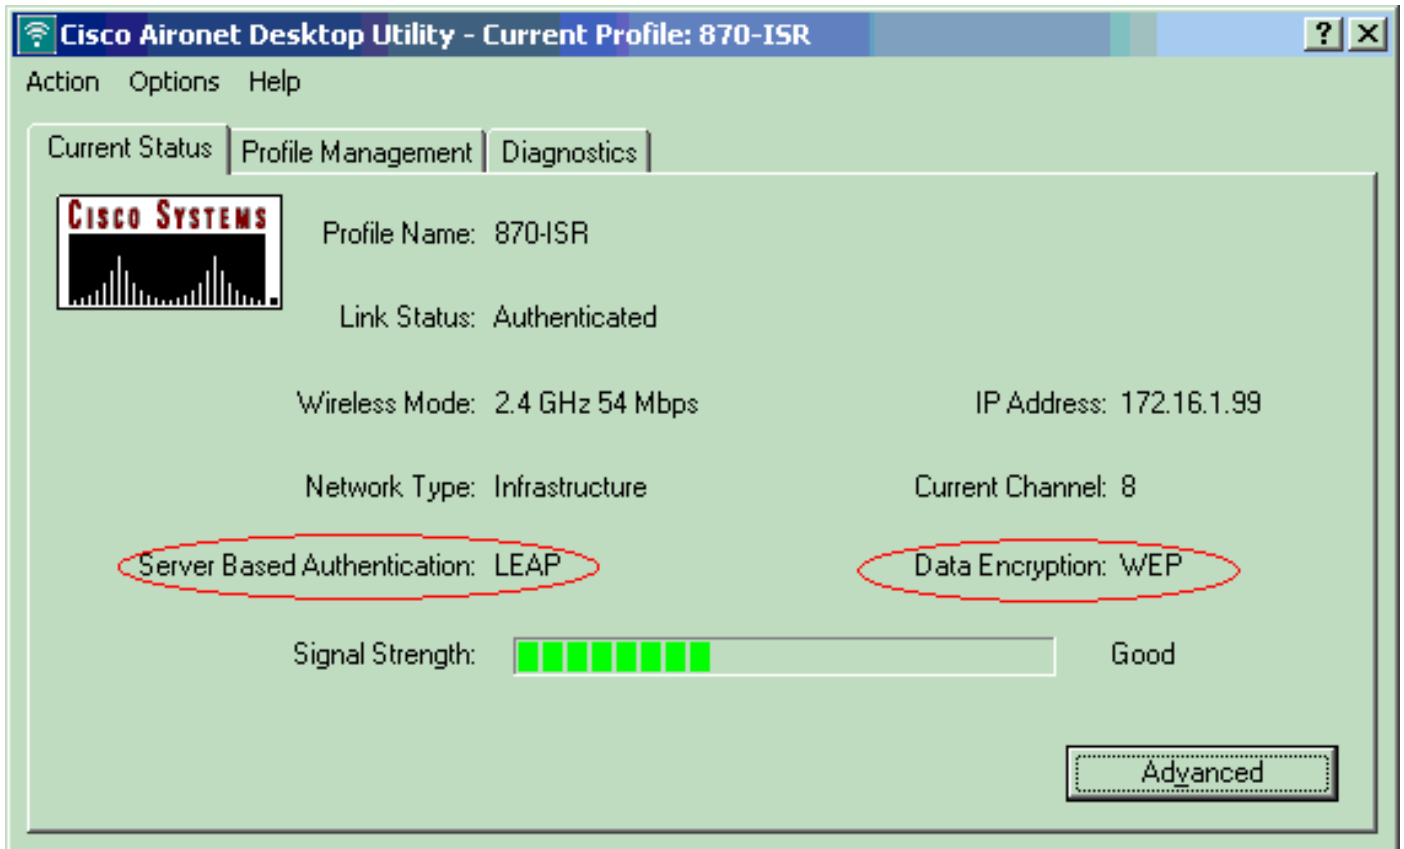 Cisco Aironet Desktop Utility - Current Profile: 870-ISR
Action Options Help
Current Status Profile Management Diagnostics
CISCO SYSTEMS
Profile Name: 870-ISR
Link Status: Authenticated
Wireless Mode: 2.4 GHz 54 Mbps IP Address: 172.16.1.99
Network Type: Infrastructure Current Channel: 8
Server Based Authentication: LEAP Data Encryption: WEP
Signal Strength: Good
Advanced